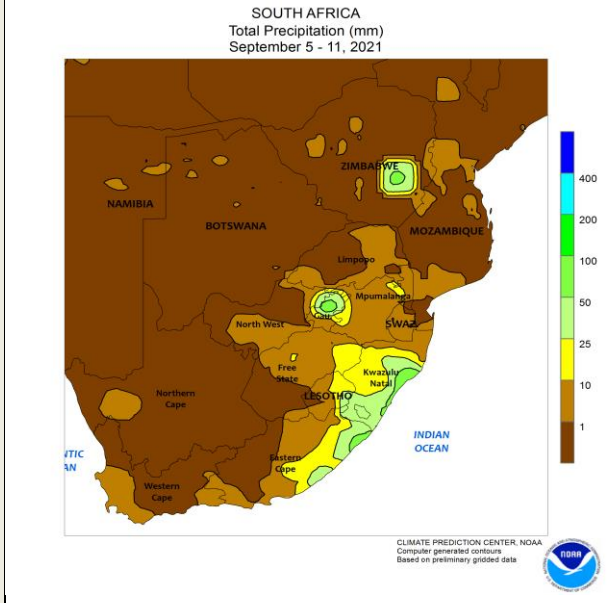 SOUTH AFRICA
Total Precipitation (mm)
September 5 - 11, 2021
ZIMBABWE
NAMIBIA
BOTSWANA
MOZAMBIQUE
Limpopo
Mpumalanga
Gaut
SWAZ
North West
Free
State
Kwazulu
Natal
LESOTHO
Northern
Cape
INDIAN
OCEAN
NTIC
AN
Eastern
Cape
Western
Cape
400
200
100
50
25
10
1
CLIMATE PREDICTION CENTER, NOAA
Computer generated contours
Based on preliminary gridded data
NOAA